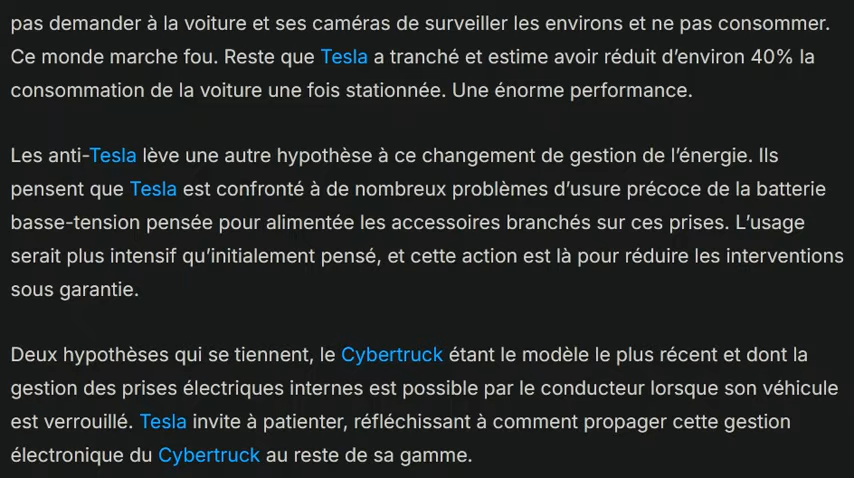 pas demander à la voiture et ses caméras de surveiller les environs et ne pas consommer.
Ce monde marche fou. Reste que Tesla a tranché et estime avoir réduit d’environ 40% la
consommation de la voiture une fois stationnée. Une énorme performance.
Les anti-Tesla lève une autre hypothèse à ce changement de gestion de l’énergie. Ils
pensent que Tesla est confronté à de nombreux problèmes d’usure précoce de la batterie
basse-tension pensée pour alimentée les accessoires branchés sur ces prises. L’usage
serait plus intensif qu’initialement pensé, et cette action est là pour réduire les interventions
sous garantie.
Deux hypothèses qui se tiennent, le Cybertruck étant le modèle le plus récent et dont la
gestion des prises électriques internes est possible par le conducteur lorsque son véhicule
est verrouillé. Tesla invite à patienter, réfléchissant à comment propager cette gestion
électronique du Cybertruck au reste de sa gamme.